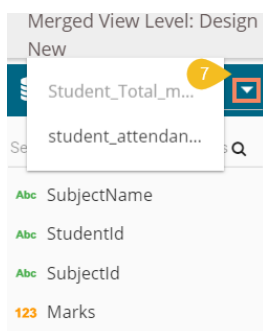 Merged View Level: Design
New
7
Student_Total_m...
student_attendan...
Se
s
Abc SubjectName
Abc StudentId
Abc SubjectId
123 Marks